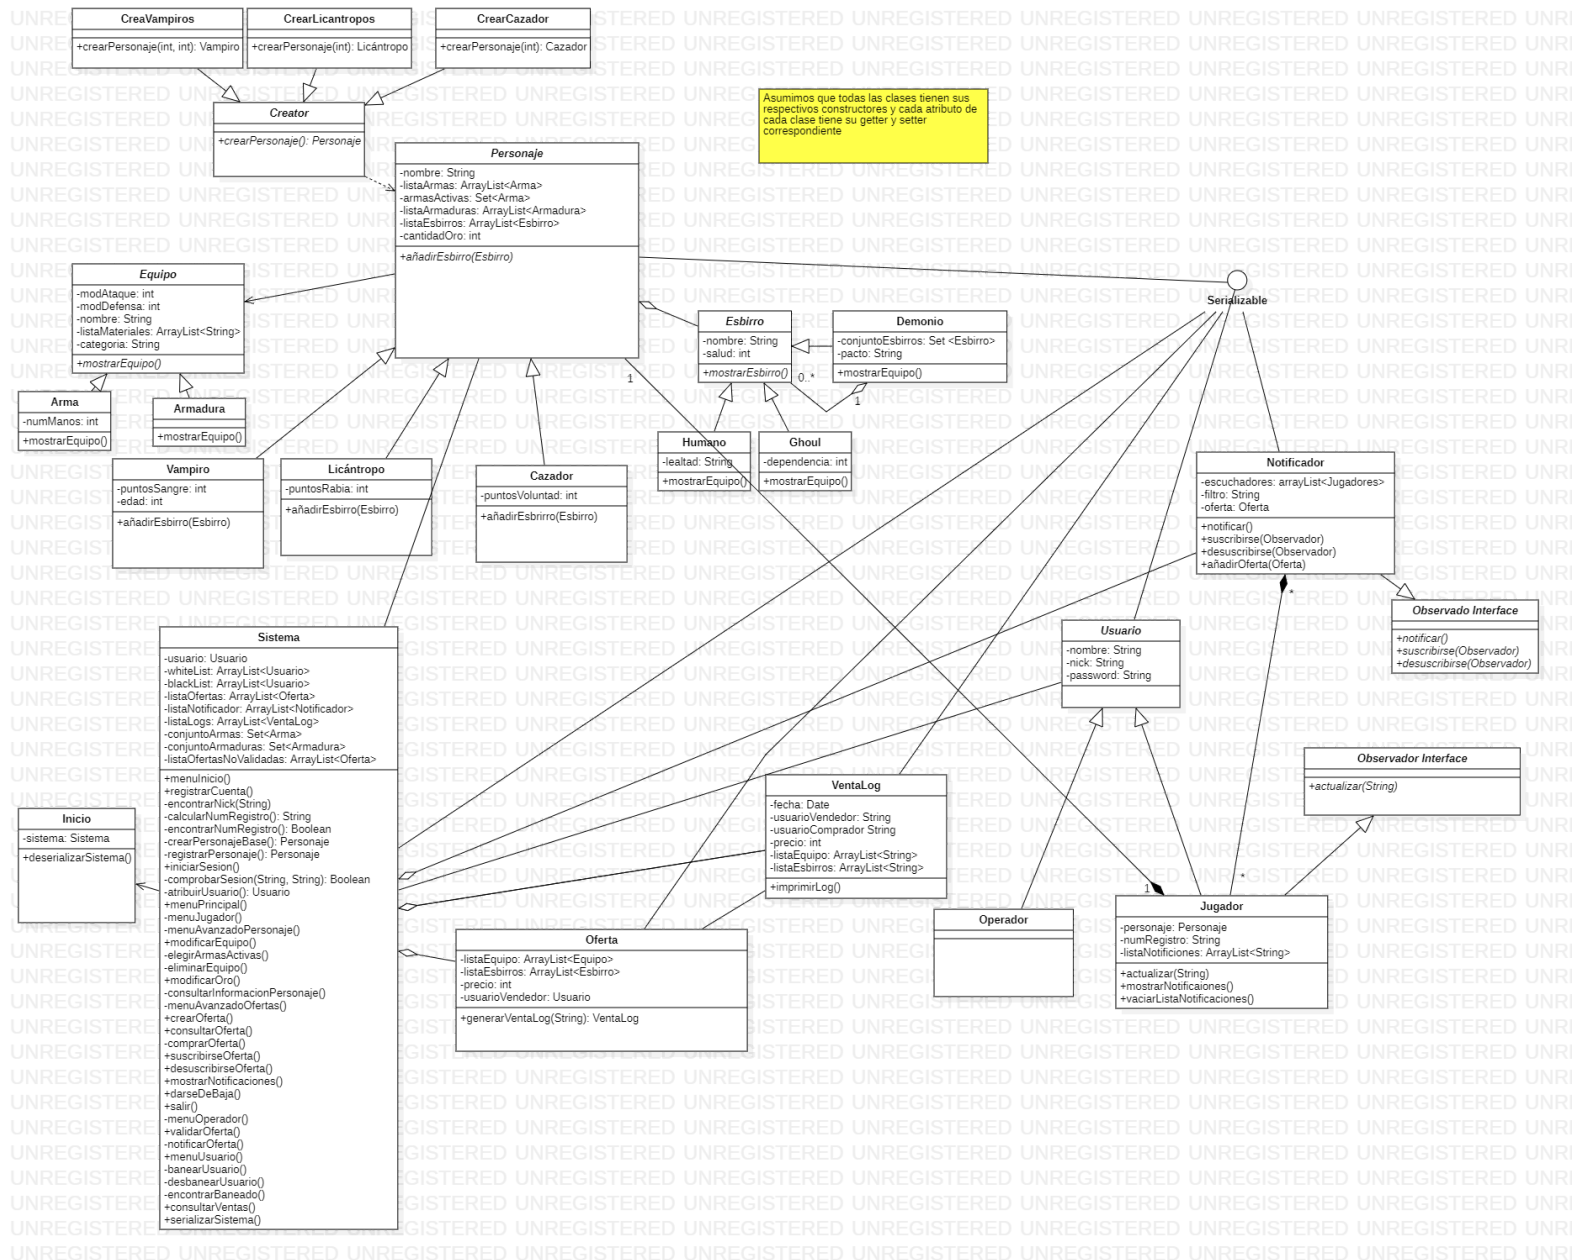 CreaVampiros
+crearPersonaje(int, int): Vampiro
CrearLicantropos
+crearPersonaje(int): Licántropo
CrearCazador
+crearPersonaje(int): Cazador
Creator
+crearPersonaje(): Personaje
Asumimos que todas las clases tienen sus
respectivos constructores y cada atributo de
cada clase tiene su getter y setter
correspondiente
Personaje
-nombre: String
-listaArmas: ArrayList<Arma>
-armasActivas: Set<Arma>
-listaArmaduras: ArrayList<Armadura>
-listaEsbirros: ArrayList<Esbirro>
-cantidadOro: int
+añadirEsbirro(Esbirro)
Equipo
-modAtaque: int
-modDefensa: int
-nombre: String
-listaMateriales: ArrayList<String>
-categoria: String
+mostrarEquipo()
Serializable
Esbirro
-nombre: String
-salud: int
+mostrarEsbirro()
Demonio
-conjuntoEsbirros: Set <Esbirro>
-pacto: String
+mostrarEquipo()
0..*
1
1
Arma
-numManos: int
+mostrarEquipo()
Armadura
+mostrarEquipo()
Humano
-lealtad: String
+mostrarEquipo()
Ghoul
-dependencia: int
+mostrarEquipo()
Vampiro
-puntosSangre: int
-edad: int
+añadirEsbirro(Esbirro)
Licántropo
-puntosRabia: int
+añadirEsbirro(Esbirro)
Cazador
-puntosVoluntad: int
+añadirEsbrirro(Esbirro)
Notificador
-escuchadores: arrayList<Jugadores>
-filtro: String
-oferta: Oferta
+notificar()
+suscribirse(Observador)
+desuscribirse(Observador)
+añadirOferta(Oferta)
*
Observado Interface
+notificar()
+suscribirse(Observador)
+desuscribirse(Observador)
Usuario
-nombre: String
-nick: String
-password: String
Sistema
-usuario: Usuario
-whiteList: ArrayList<Usuario>
-blackList: ArrayList<Usuario>
-listaOfertas: ArrayList<Oferta>
-listaNotificador: ArrayList<Notificador>
-listaLogs: ArrayList<VentaLog>
-conjuntoArmas: Set<Arma>
-conjuntoArmaduras: Set<Armadura>
-listaOfertasNoValidadas: ArrayList<Oferta>
+menuInicio()
+registrarCuenta()
-encontrarNick(String)
-calcularNumRegistro(): String
-encontrarNumRegistro(): Boolean
-crearPersonajeBase(): Personaje
-registrarPersonaje(): Personaje
+iniciarSesion()
-comprobarSesion(String, String): Boolean
-atribuirUsuario(): Usuario
+menuPrincipal()
-menuJugador()
-menuAvanzadoPersonaje()
+modificarEquipo()
-elegirArmasActivas()
-eliminarEquipo()
+modificarOro()
-consultarInformacionPersonaje()
-menuAvanzadoOfertas()
+crearOferta()
+consultarOferta()
-comprarOferta()
+suscribirseOferta()
+desuscribirseOferta()
+mostrarNotificaciones()
+darseDeBaja()
+salir()
-menuOperador()
+validarOferta()
-notificarOferta()
+menuUsuario()
-banearUsuario()
-desbanearUsuario()
-encontrarBaneado()
+consultarVentas()
+serializarSistema()
Inicio
-sistema: Sistema
+deserializarSistema()
VentaLog
-fecha: Date
-usuarioVendedor: String
-usuarioComprador String
-precio: int
-listaEquipo: ArrayList<String>
-listaEsbirros: ArrayList<String>
+imprimirLog()
Observador Interface
+actualizar(String)
Oferta
-listaEquipo: ArrayList<Equipo>
-listaEsbirros: ArrayList<Esbirro>
-precio: int
-usuarioVendedor: Usuario
+generarVentaLog(String): VentaLog
Operador
1
*
Jugador
-personaje: Personaje
-numRegistro: String
-listaNotificiones: ArrayList<String>
+actualizar(String)
+mostrarNotificaiones()
+vaciarListaNotificaciones()